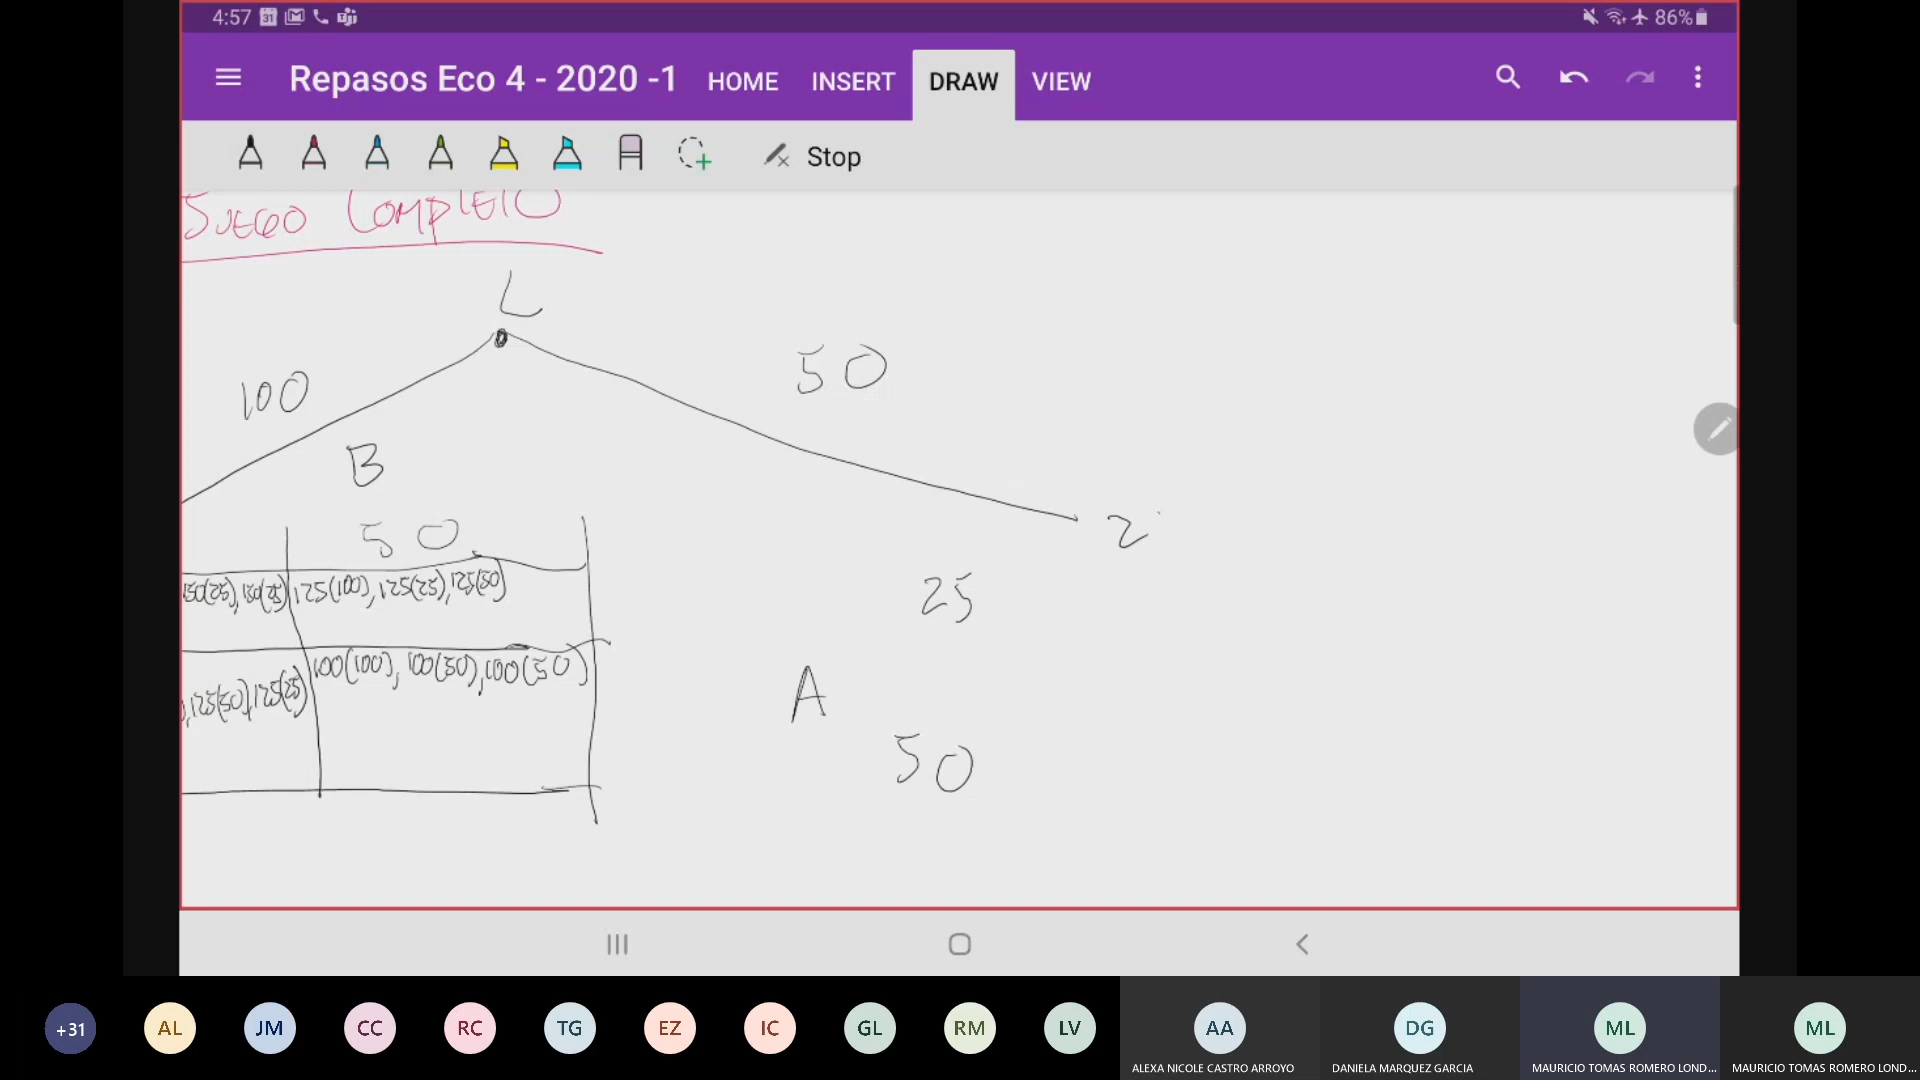 4:57 31 86%
Repasos Eco 4 - 2020 -1 HOME INSERT DRAW VIEW
Stop
JUEGO COMPLETO
L
100
50
B
50
2
150(25), 150(25)
125(100), 125(25), 125(50)
25
,125(50), 125(25)
100(100), 100(50), 100(50)
A
50
+31 AL JM CC RC TG EZ IC GL RM LV AA DG ML ML
ALEXA NICOLE CASTRO ARROYO DANIELA MARQUEZ GARCIA MAURICIO TOMAS ROMERO LOND... MAURICIO TOMAS ROMERO LOND...